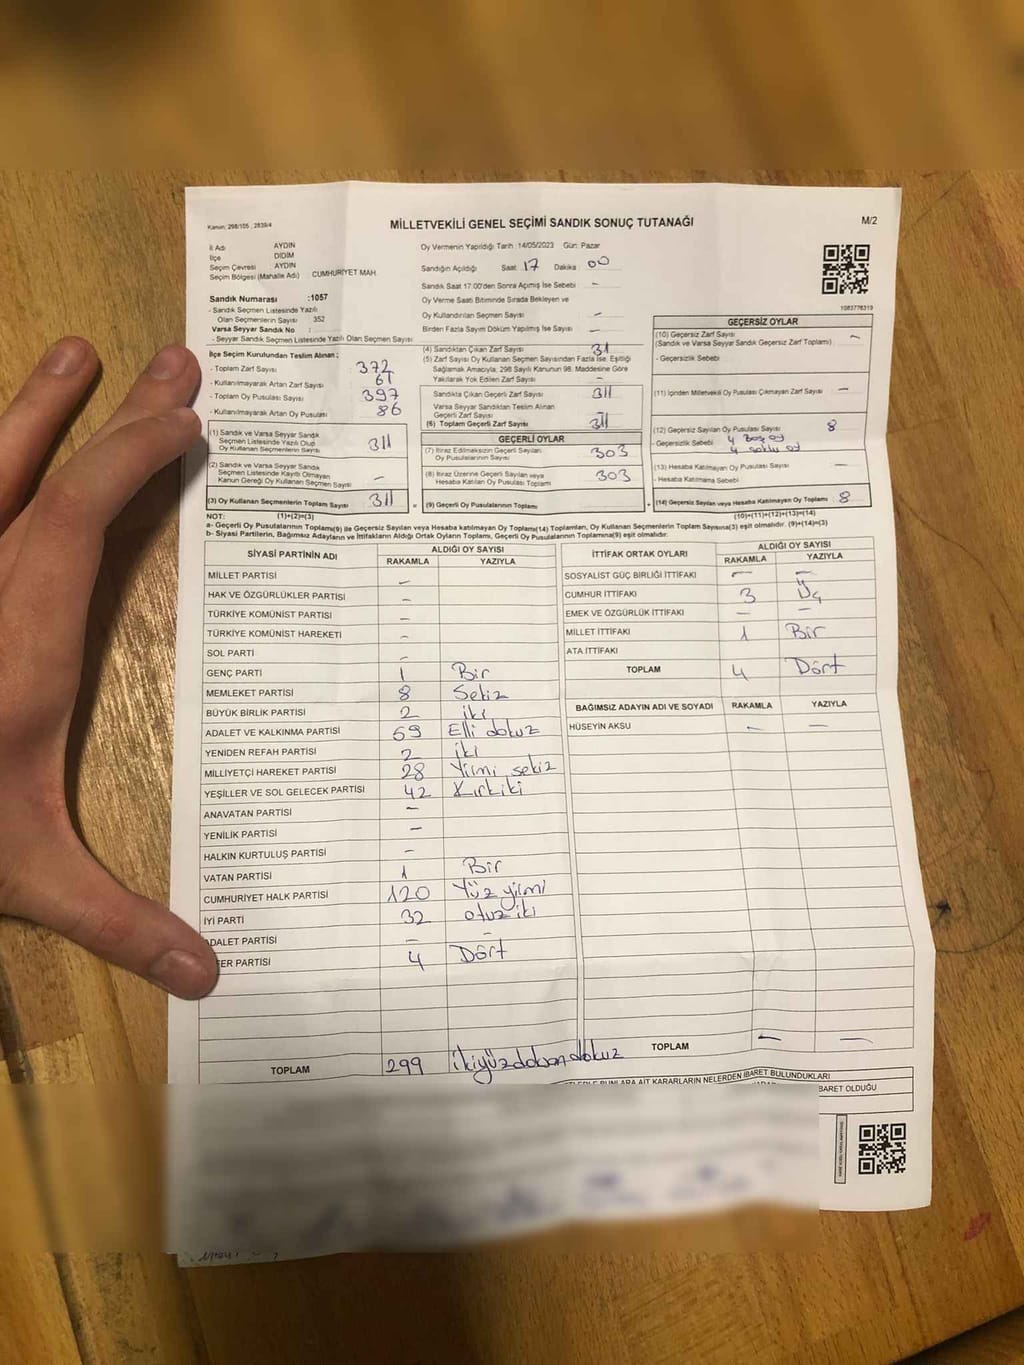 Kanun: 298/105 , 2839/4
MİLLETVEKİLİ GENEL SEÇİMİ SANDIK SONUÇ TUTANAĞI
M/2
İl Adı AYDIN
İlçe DİDİM
Seçim Çevresi AYDIN
Seçim Bölgesi (Mahalle Adı) CUMHURİYET MAH.
Sandık Numarası :1057
- Sandık Seçmen Listesinde Yazılı
Olan Seçmenlerin Sayısı 352
Varsa Seyyar Sandık No :
- Seyyar Sandık Seçmen Listesinde Yazılı Olan Seçmen Sayısı
İlçe Seçim Kurulundan Teslim Alınan ;
- Toplam Zarf Sayısı 372
- Kullanılmayarak Artan Zarf Sayısı 61
- Toplam Oy Pusulası Sayısı 397
- Kullanılmayarak Artan Oy Pusulası 86
(1) Sandık ve Varsa Seyyar Sandık
Seçmen Listesinde Yazılı Olup
Oy Kullanan Seçmenlerin Sayısı 311
(2) Sandık ve Varsa Seyyar Sandık
Seçmen Listesinde Kayıtlı Olmayan
Kanun Gereği Oy Kullanan Seçmen Sayısı -
(3) Oy Kullanan Seçmenlerin Toplam Sayısı 311
Oy Vermenin Yapıldığı Tarih :14/05/2023 Gün: Pazar
Sandığın Açıldığı Saat 17 Dakika 00
Sandık Saat 17:00'den Sonra Açılmış İse Sebebi -
Oy Verme Saati Bitiminde Sırada Bekleyen ve
Oy Kullandırılan Seçmen Sayısı -
Birden Fazla Sayım Döküm Yapılmış İse Sayısı -
(4) Sandıktan Çıkan Zarf Sayısı 31
(5) Zarf Sayısı Oy Kullanan Seçmen Sayısından Fazla İse, Eşitliği
Sağlamak Amacıyla, 298 Sayılı Kanunun 98. Maddesine Göre
Yakılarak Yok Edilen Zarf Sayısı -
Sandıkta Çıkan Geçerli Zarf Sayısı 311
Varsa Seyyar Sandıktan Teslim Alınan
Geçerli Zarf Sayısı -
(6) Toplam Geçerli Zarf Sayısı 311
GEÇERLİ OYLAR
(7) İtiraz Edilmeksizin Geçerli Sayılan
Oy Pusulalarının Sayısı 303
(8) İtiraz Üzerine Geçerli Sayılan veya
Hesaba Katılan Oy Pusulası Toplamı 303
= (9) Geçerli Oy Pusulası Toplamı
1083776319
GEÇERSİZ OYLAR
(10) Geçersiz Zarf Sayısı -
(Sandık ve Varsa Seyyar Sandık Geçersiz Zarf Toplamı)
- Geçersizlik Sebebi
(11) İçinden Milletvekili Oy Pusulası Çıkmayan Zarf Sayısı -
(12) Geçersiz Sayılan Oy Pusulası Sayısı 8
- Geçersizlik Sebebi 4 Boş oy
(13) Hesaba Katılmayan Oy Pusulası Sayısı -
- Hesaba Katılmama Sebebi
+ (14) Geçersiz Sayılan veya Hesaba Katılmayan Oy Toplamı 8
NOT: (1)+(2)=(3) (10)+(11)+(12)+(13)=(14)
a- Geçerli Oy Pusulalarının Toplamı(9) ile Geçersiz Sayılan veya Hesaba katılmayan Oy Toplamı(14) Toplamları, Oy Kullanan Seçmenlerin Toplam Sayısına(3) eşit olmalıdır. (9)+(14)=(3)
b- Siyasi Partilerin, Bağımsız Adayların ve İttifakların Aldığı Ortak Oyların Toplamı, Geçerli Oy Pusulalarının Toplamına(9) eşit olmalıdır.
SİYASİ PARTİNİN ADI ALDIĞI OY SAYISI
RAKAMLA YAZIYLA
MİLLET PARTİSİ -
HAK VE ÖZGÜRLÜKLER PARTİSİ -
TÜRKİYE KOMÜNİST PARTİSİ -
TÜRKİYE KOMÜNİST HAREKETİ -
SOL PARTİ -
GENÇ PARTİ 1 Bir
MEMLEKET PARTİSİ 8 Sekiz
BÜYÜK BİRLİK PARTİSİ 2 iki
ADALET VE KALKINMA PARTİSİ 59 Elli dokuz
YENİDEN REFAH PARTİSİ 2 iki
MİLLİYETÇİ HAREKET PARTİSİ 28 Yirmi sekiz
YEŞİLLER VE SOL GELECEK PARTİSİ 42 Kırkiki
ANAVATAN PARTİSİ -
YENİLİK PARTİSİ -
HALKIN KURTULUŞ PARTİSİ -
VATAN PARTİSİ 1 Bir
CUMHURİYET HALK PARTİSİ 120 Yüz yirmi
İYİ PARTİ 32 otuz iki
ADALET PARTİSİ - -
FER PARTİSİ 4 Dört
TOPLAM 299 ikiyüzdoksandokuz
İTTİFAK ORTAK OYLARI ALDIĞI OY SAYISI
RAKAMLA YAZIYLA
SOSYALİST GÜÇ BİRLİĞİ İTTİFAKI - -
CUMHUR İTTİFAKI 3 Üç
EMEK VE ÖZGÜRLÜK İTTİFAKI - -
MİLLET İTTİFAKI 1 Bir
ATA İTTİFAKI
TOPLAM 4 Dört
BAĞIMSIZ ADAYIN ADI VE SOYADI RAKAMLA YAZIYLA
HÜSEYİN AKSU - -
TOPLAM - -
AİT KARARLARIN NELERDEN İBARET BULUNDUKLARI
BARET OLDUĞU